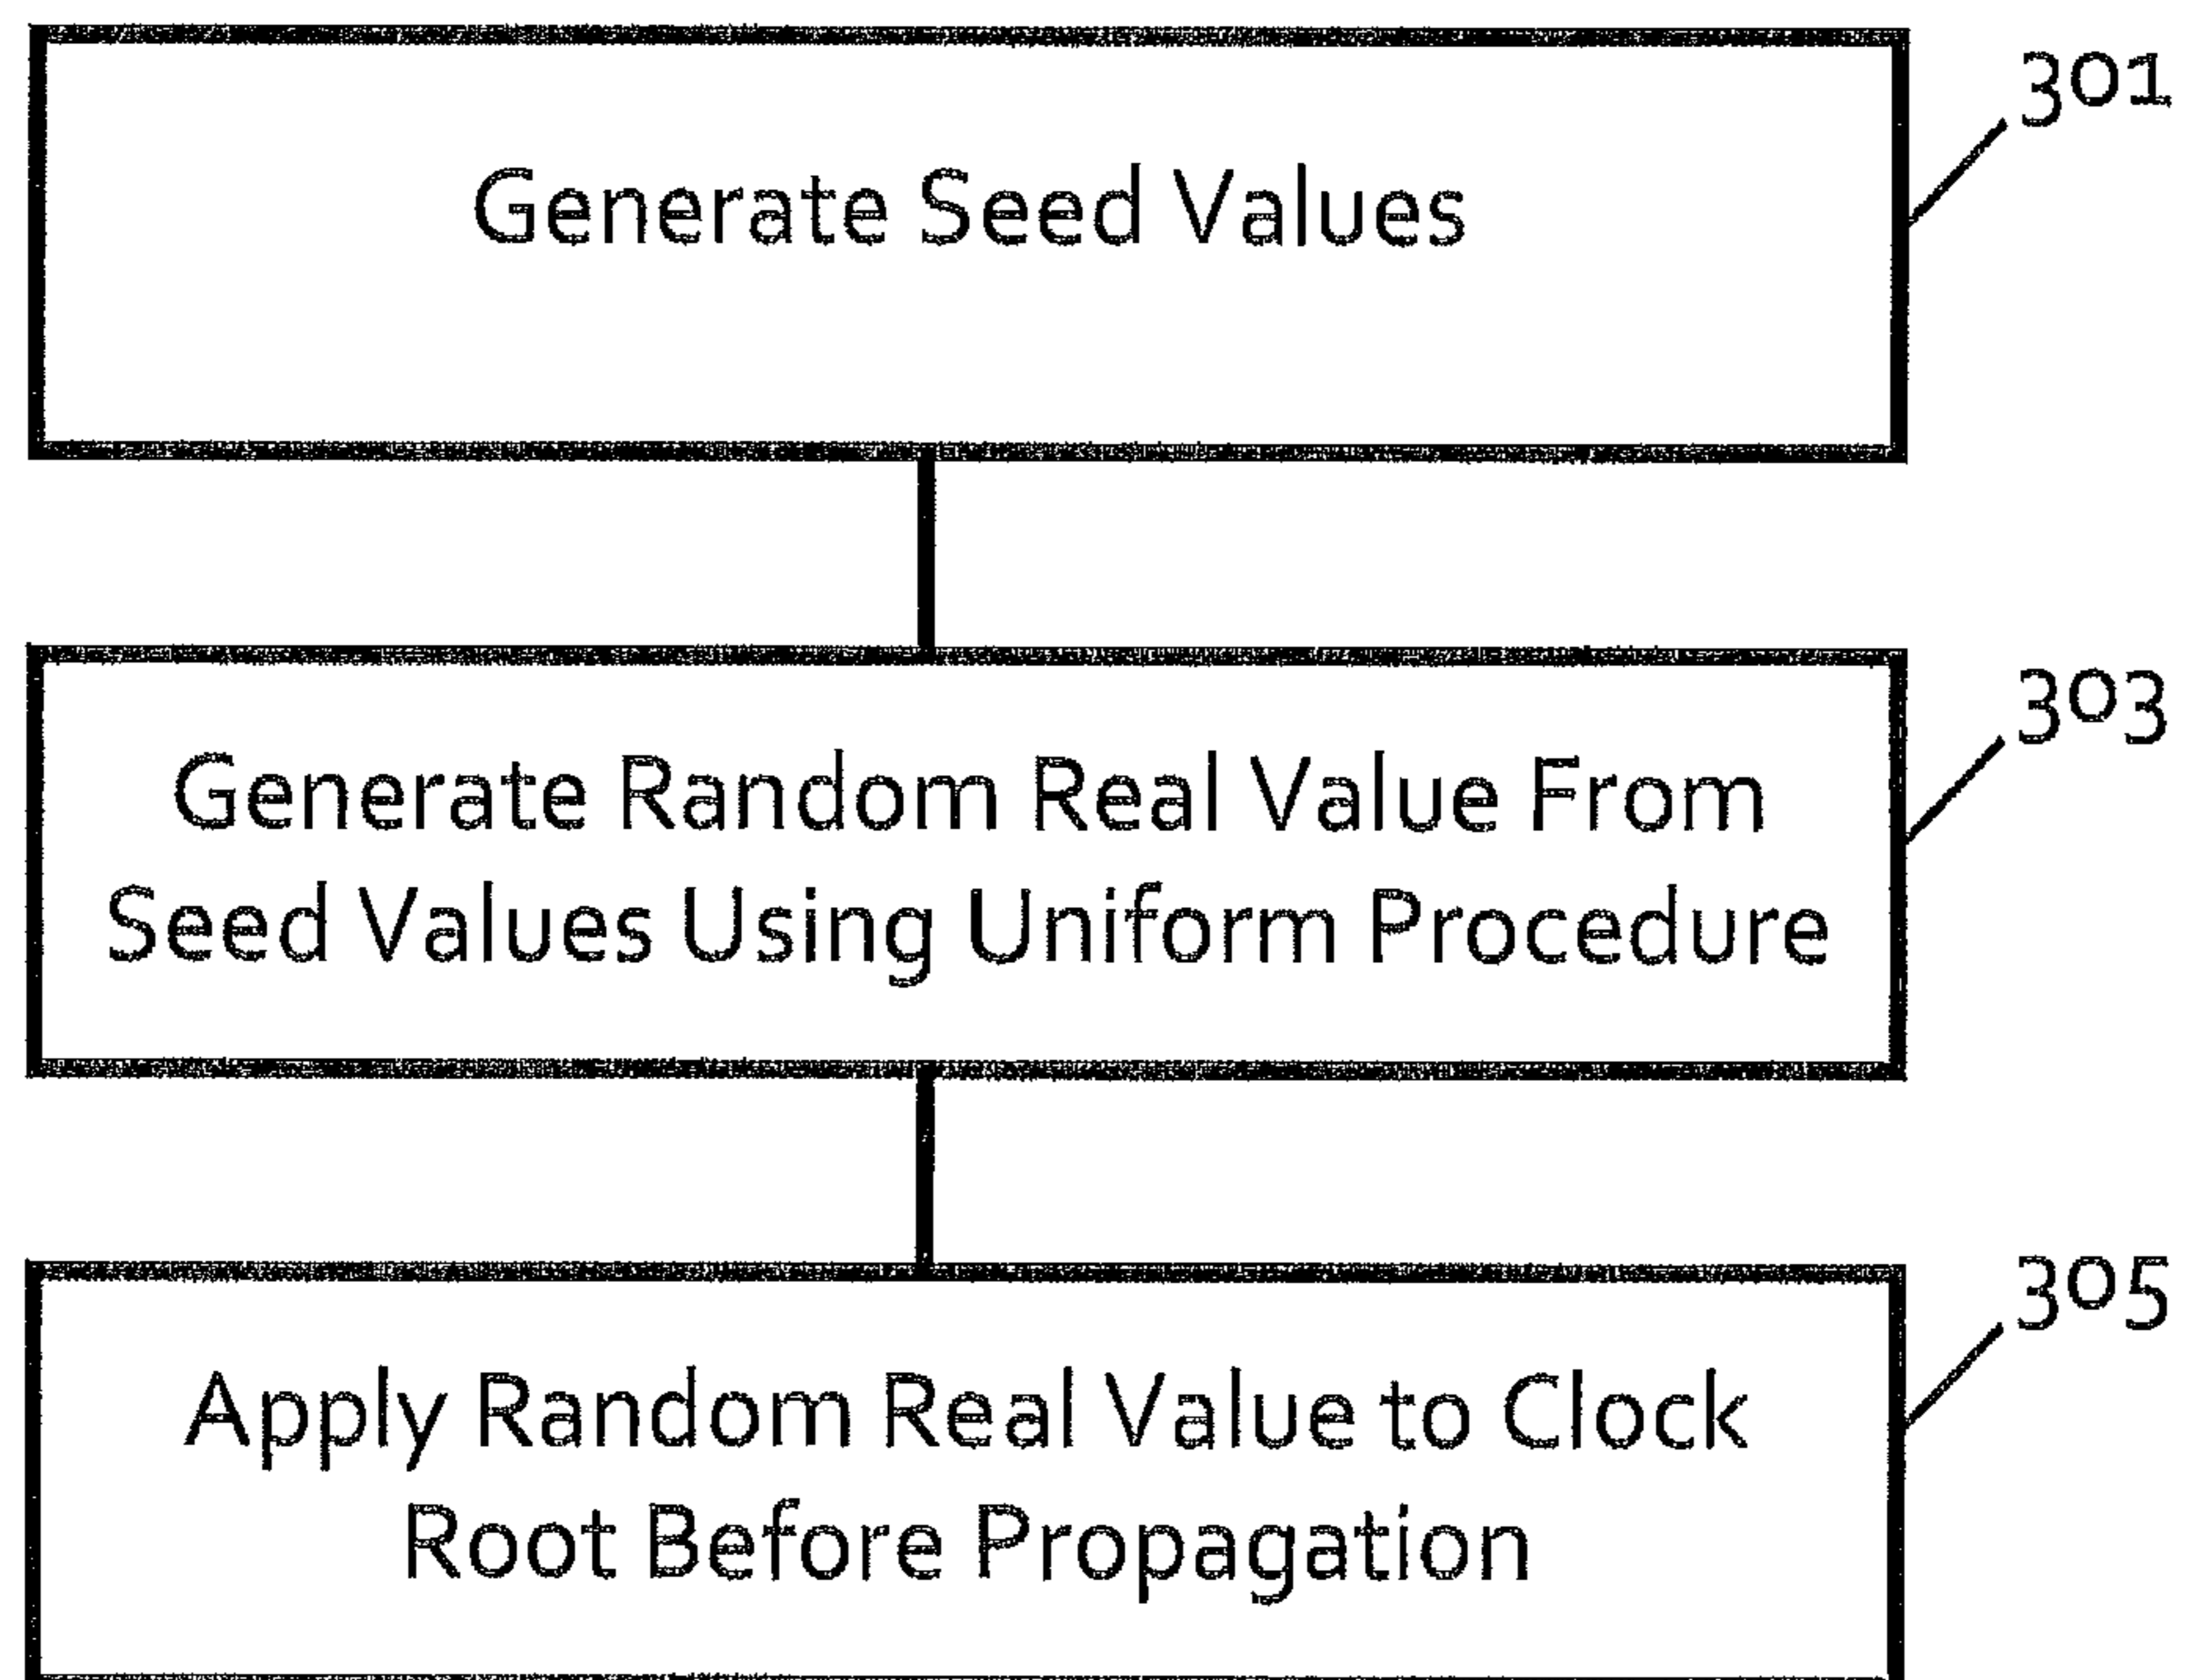 301
Generate Seed Values
303
Generate Random Real Value From
Seed Values Using Uniform Procedure
305
Apply Random Real Value to Clock
Root Before Propagation